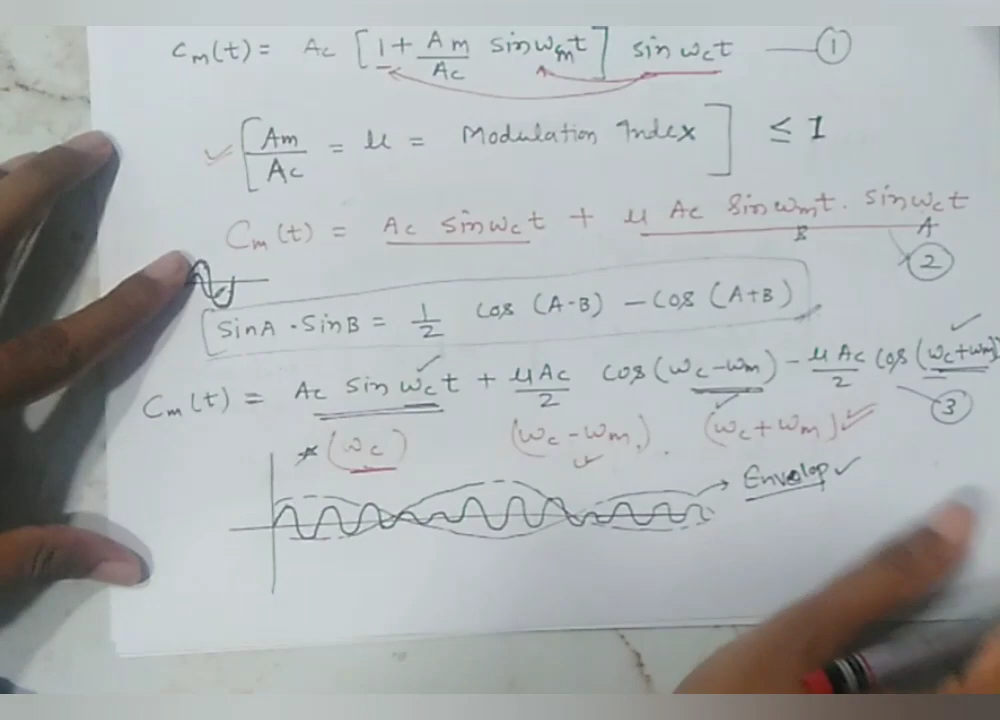 Cm(t) = Ac [1 + Am/Ac sin ωmt] sin ωct —— ①
[Am/Ac = μ = Modulation Index] ≤ 1
Cm(t) = Ac sin ωct + μ Ac Sin ωmt . sin ωct
B A ②
SinA · SinB = 1/2 cos (A-B) - cos (A+B)
Cm(t) = Ac sin ωct + μAc/2 cos (ωc-ωm) - μAc/2 cos (ωc+ωm)
③
* (ωc) (ωc - ωm) . (ωc + ωm)
Envelop